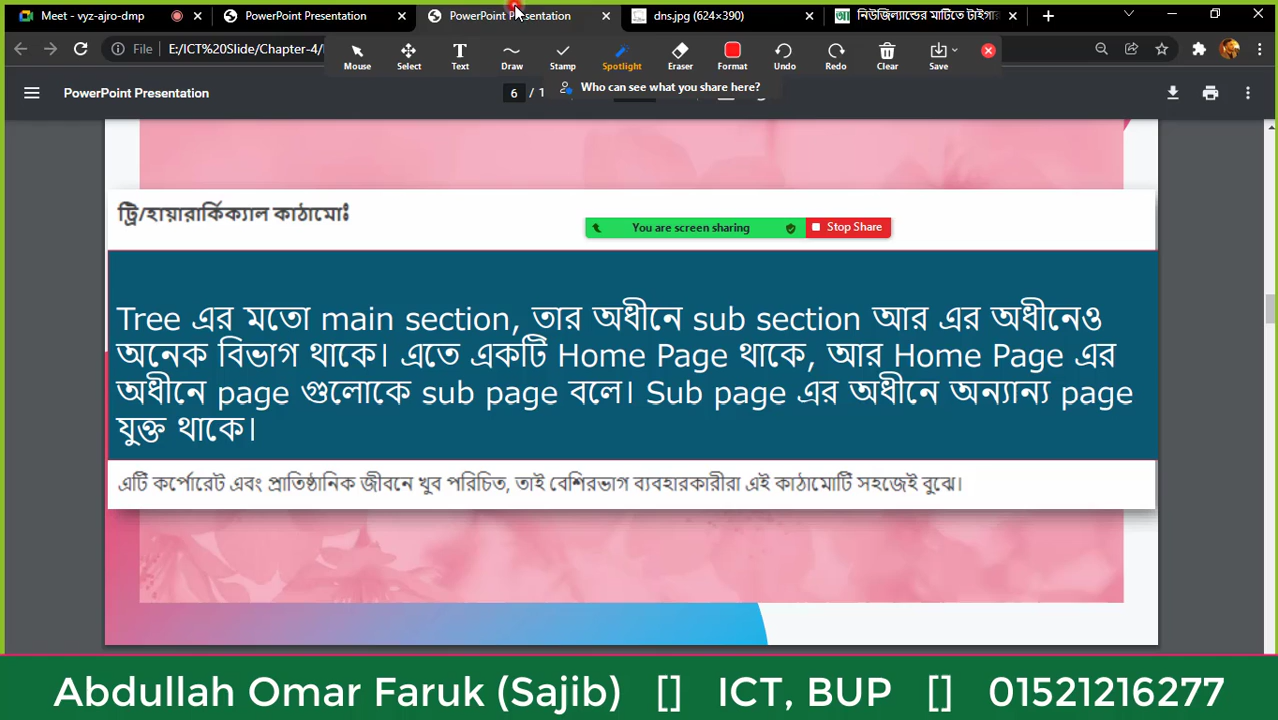 Meet - vyz-ajro-dmp
PowerPoint Presentation
PowerPoint Presentation
dns.jpg (624×390)
নিউজিল্যান্ডের মাটিতে টাইগার
File E:/ICT%20Slide/Chapter-4/
Mouse Select Text Draw Stamp Spotlight Eraser Format Undo Redo Clear Save
Who can see what you share here?
PowerPoint Presentation
6 / 1
ট্রি/হায়ারার্কিক্যাল কাঠামোঃ
You are screen sharing Stop Share
Tree এর মতো main section, তার অধীনে sub section আর এর অধীনেও
অনেক বিভাগ থাকে। এতে একটি Home Page থাকে, আর Home Page এর
অধীনে page গুলোকে sub page বলে। Sub page এর অধীনে অন্যান্য page
যুক্ত থাকে।
এটি কর্পোরেট এবং প্রাতিষ্ঠানিক জীবনে খুব পরিচিত, তাই বেশিরভাগ ব্যবহারকারীরা এই কাঠামোটি সহজেই বুঝে।
Abdullah Omar Faruk (Sajib) [] ICT, BUP [] 01521216277